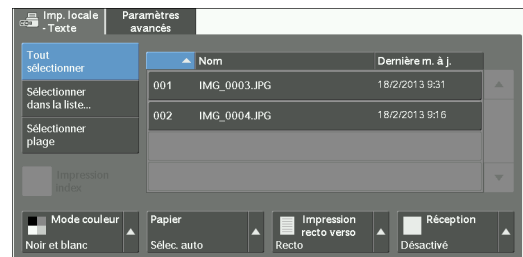 Imp. locale
- Texte
Paramètres
avancés
Tout
sélectionner
Sélectionner
dans la liste...
Sélectionner
plage
Impression
Index
Nom
Dernière m. à j.
001 IMG_0003.JPG 18/2/2013 9:31
002 IMG_0004.JPG 18/2/2013 9:16
Mode couleur
Noir et blanc
Papier
Sélec. auto
Impression
recto verso
Recto
Réception
Désactivé